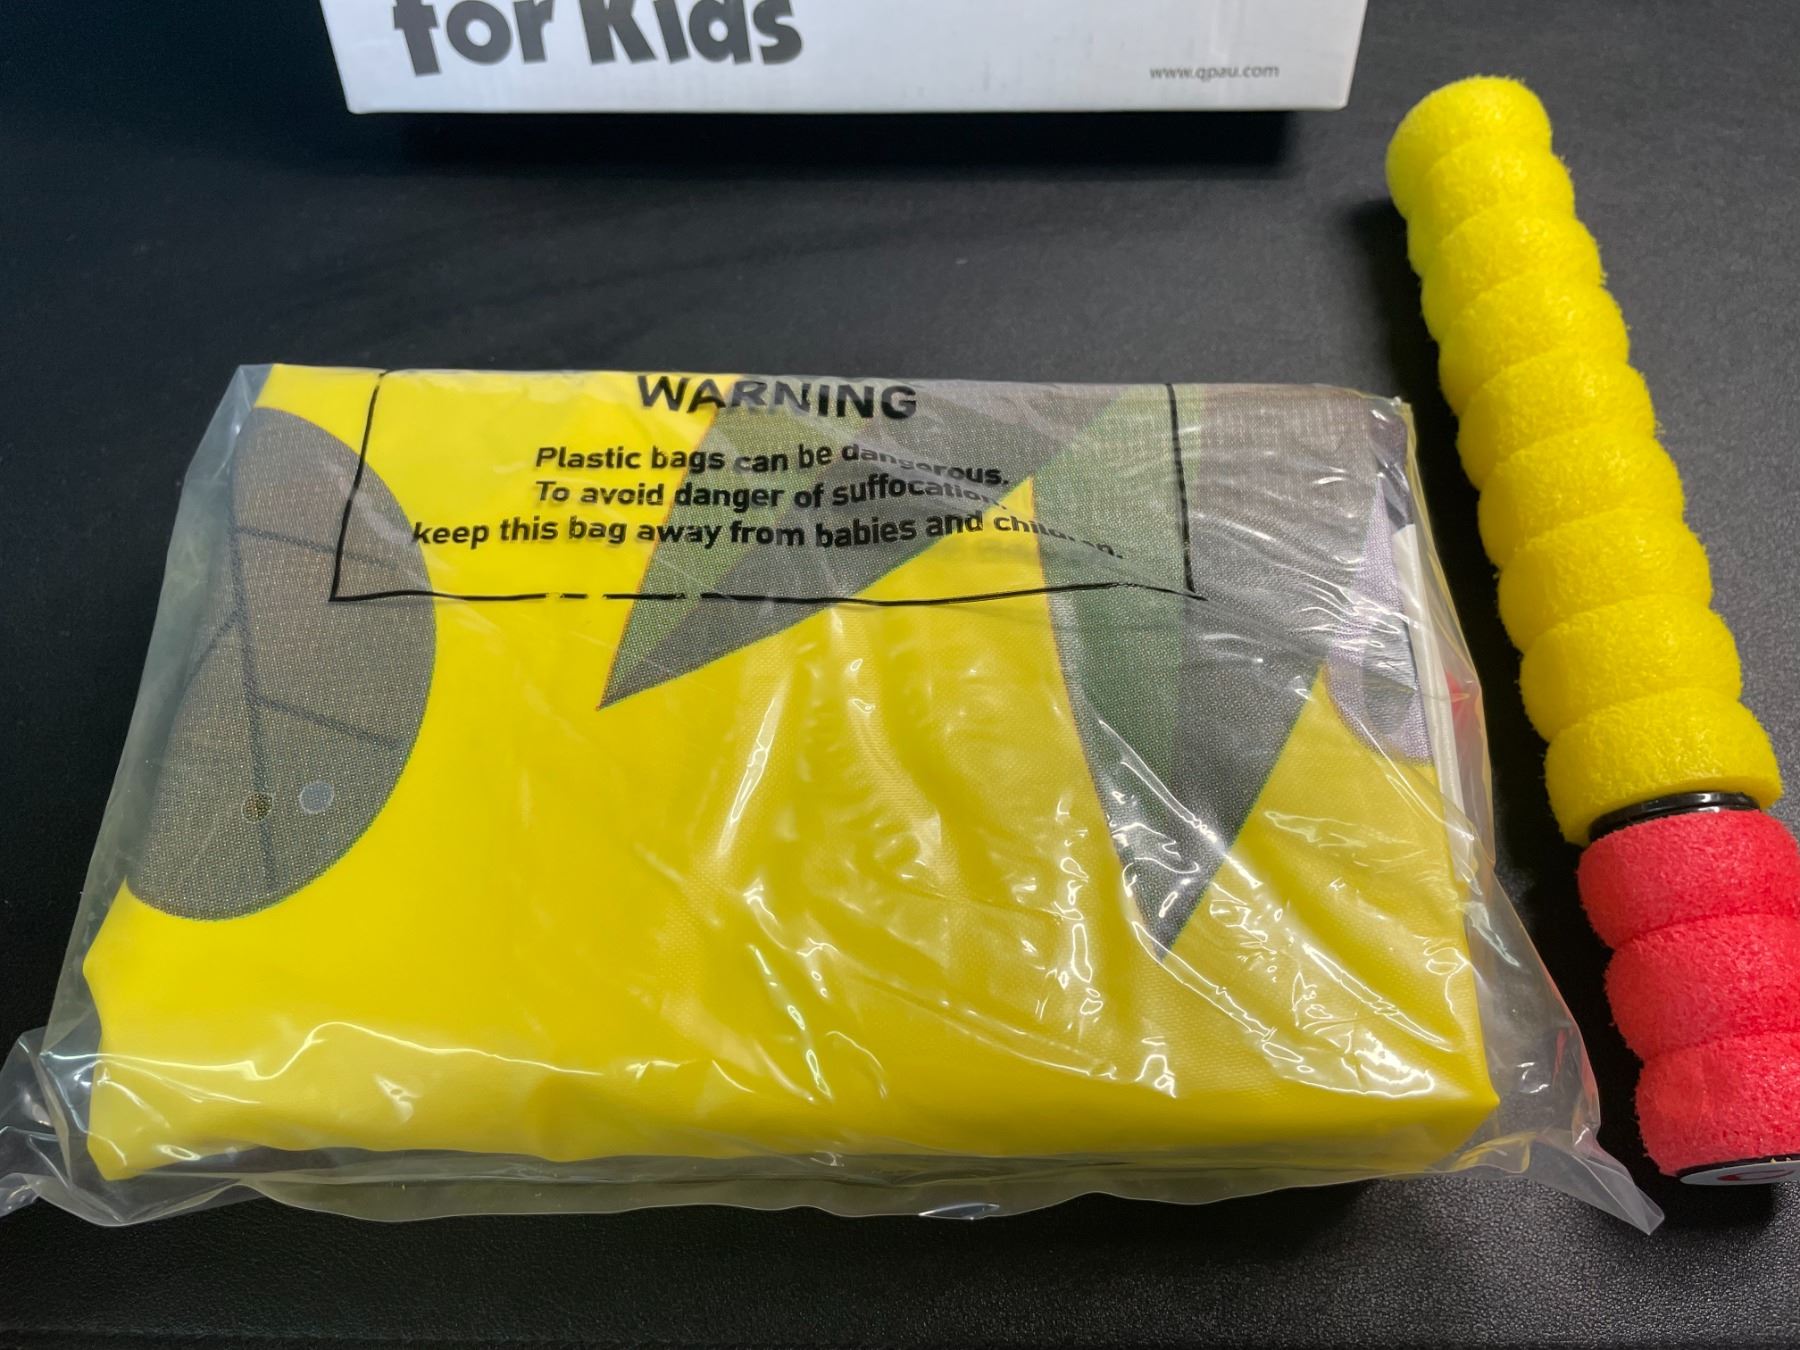 for Kids
www.qpau.com
WARNING
Plastic bags can be dangerous.
To avoid danger of suffocation,
keep this bag away from babies and children.